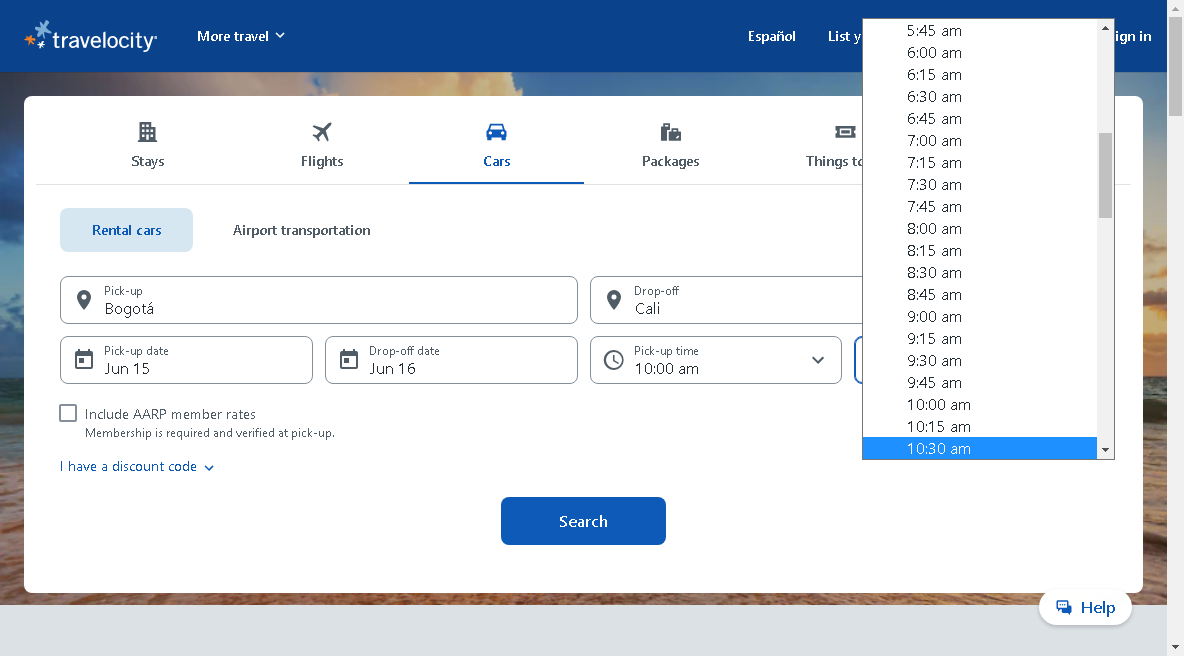 travelocity
More travel
Español
List y
ign in
Stays
Flights
Cars
Packages
Things to
Rental cars
Airport transportation
Pick-up
Bogotá
Drop-off
Cali
Pick-up date
Jun 15
Drop-off date
Jun 16
Pick-up time
10:00 am
5:45 am
6:00 am
6:15 am
6:30 am
6:45 am
7:00 am
7:15 am
7:30 am
7:45 am
8:00 am
8:15 am
8:30 am
8:45 am
9:00 am
9:15 am
9:30 am
9:45 am
10:00 am
10:15 am
10:30 am
Include AARP member rates
Membership is required and verified at pick-up.
I have a discount code
Search
Help